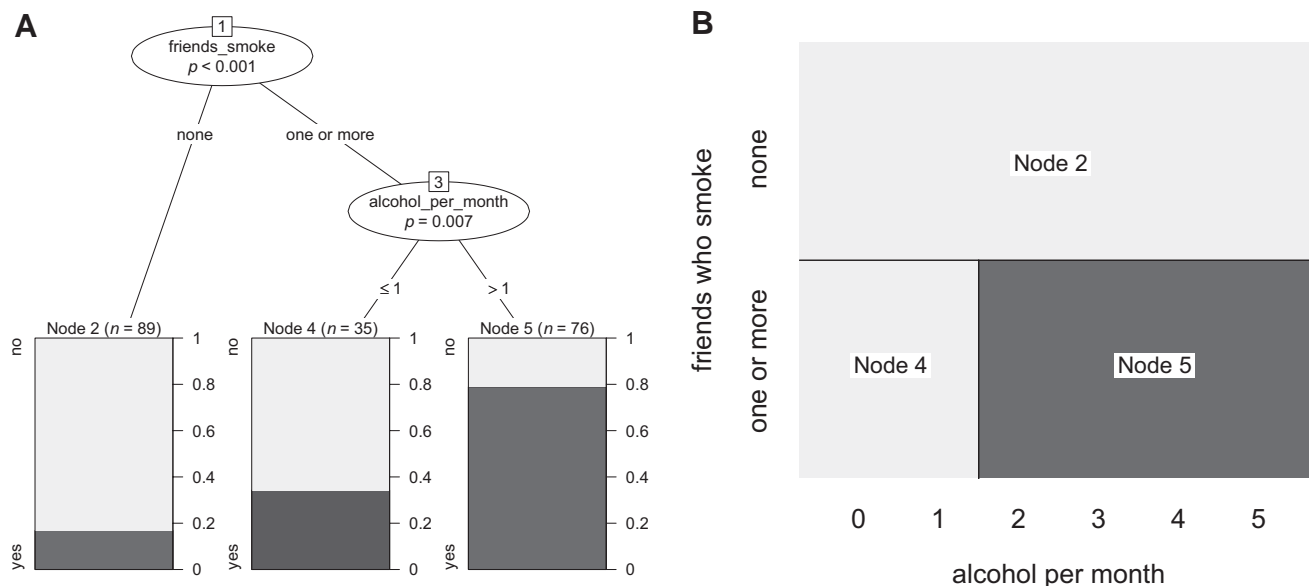 A
1
friends_smoke
p < 0.001
none
one or more
3
alcohol_per_month
p = 0.007
≤ 1
> 1
Node 2 (n = 89)
no
yes
1
0.8
0.6
0.4
0.2
0
Node 4 (n = 35)
no
yes
1
0.8
0.6
0.4
0.2
0
Node 5 (n = 76)
no
yes
1
0.8
0.6
0.4
0.2
0
B
friends who smoke
none
one or more
Node 2
Node 4
Node 5
0 1 2 3 4 5
alcohol per month